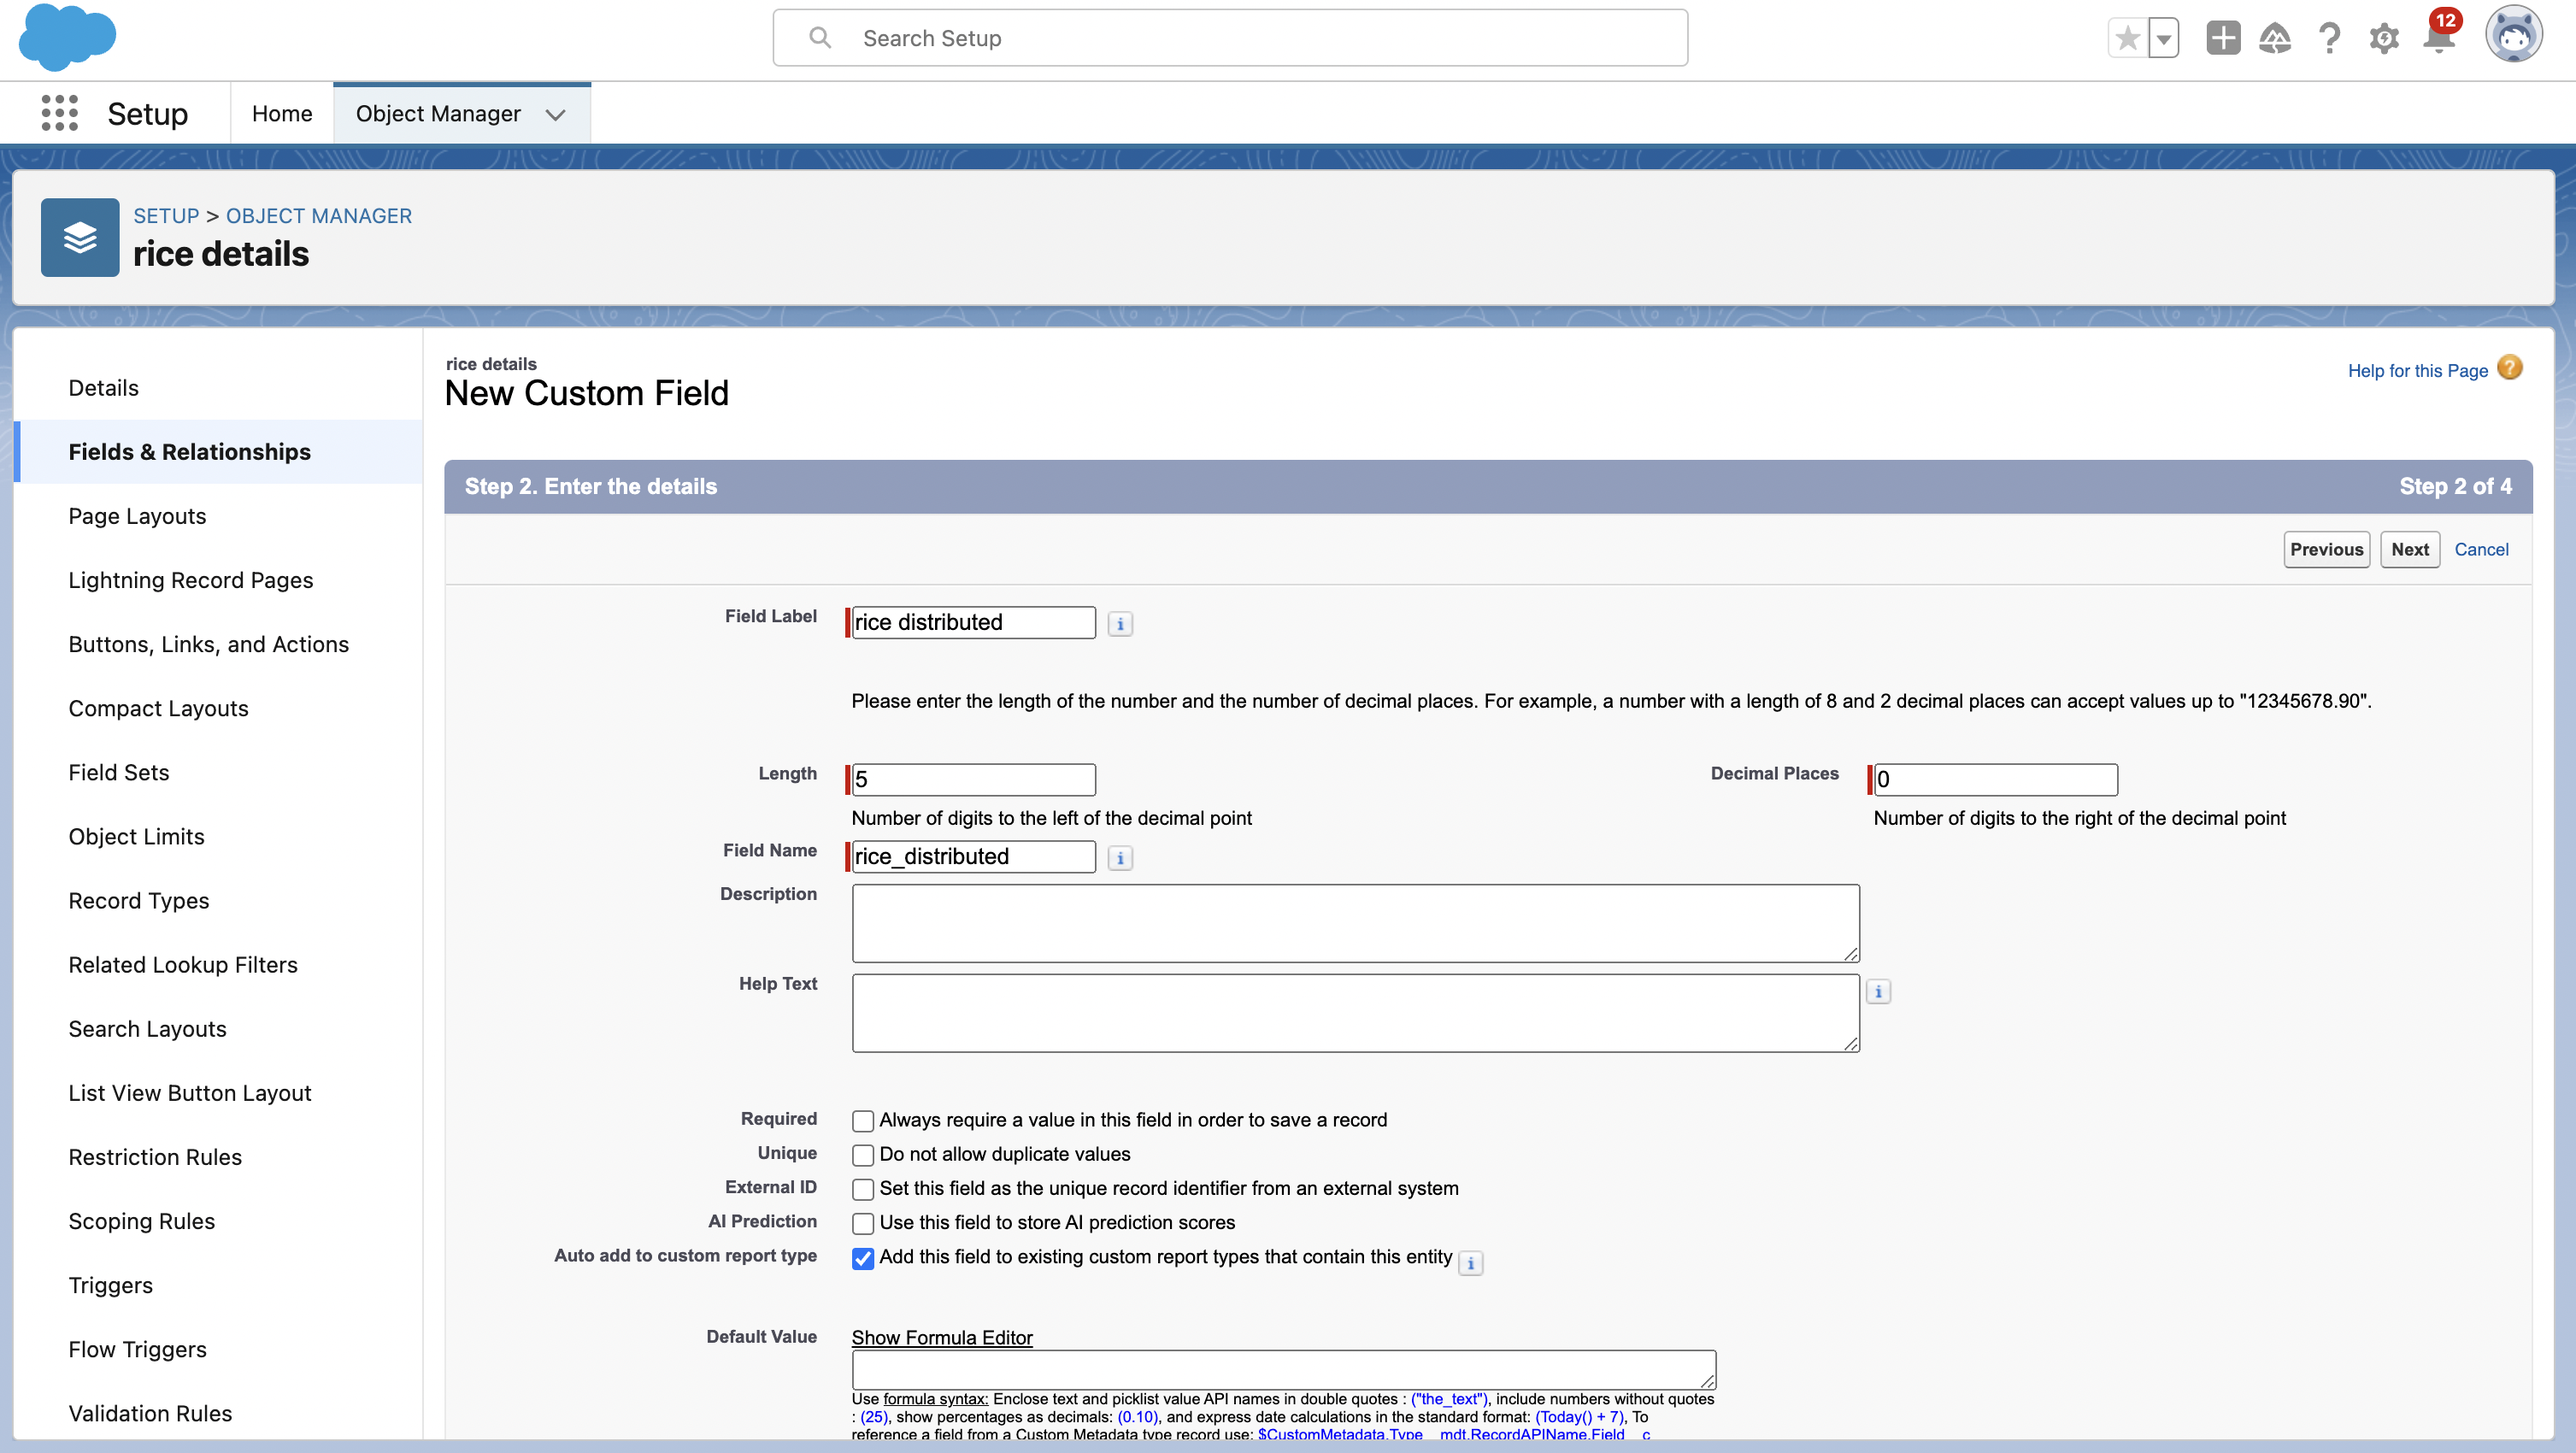 Search Setup
12
Setup
Home
Object Manager
SETUP > OBJECT MANAGER
rice details
Details
Fields & Relationships
Page Layouts
Lightning Record Pages
Buttons, Links, and Actions
Compact Layouts
Field Sets
Object Limits
Record Types
Related Lookup Filters
Search Layouts
List View Button Layout
Restriction Rules
Scoping Rules
Triggers
Flow Triggers
Validation Rules
rice details
New Custom Field
Help for this Page ?
Step 2. Enter the details
Step 2 of 4
Previous
Next
Cancel
Field Label
rice distributed
i
Please enter the length of the number and the number of decimal places. For example, a number with a length of 8 and 2 decimal places can accept values up to "12345678.90".
Length
5
Number of digits to the left of the decimal point
Decimal Places
0
Number of digits to the right of the decimal point
Field Name
rice_distributed
i
Description
Help Text
i
Required
Always require a value in this field in order to save a record
Unique
Do not allow duplicate values
External ID
Set this field as the unique record identifier from an external system
AI Prediction
Use this field to store AI prediction scores
Auto add to custom report type
Add this field to existing custom report types that contain this entity
i
Default Value
Show Formula Editor
Use formula syntax: Enclose text and picklist value API names in double quotes : ("the_text"), include numbers without quotes
: (25), show percentages as decimals: (0.10), and express date calculations in the standard format: (Today() + 7), To
reference a field from a Custom Metadata type record use: $CustomMetadata.Type__mdt.RecordAPIName.Field__c